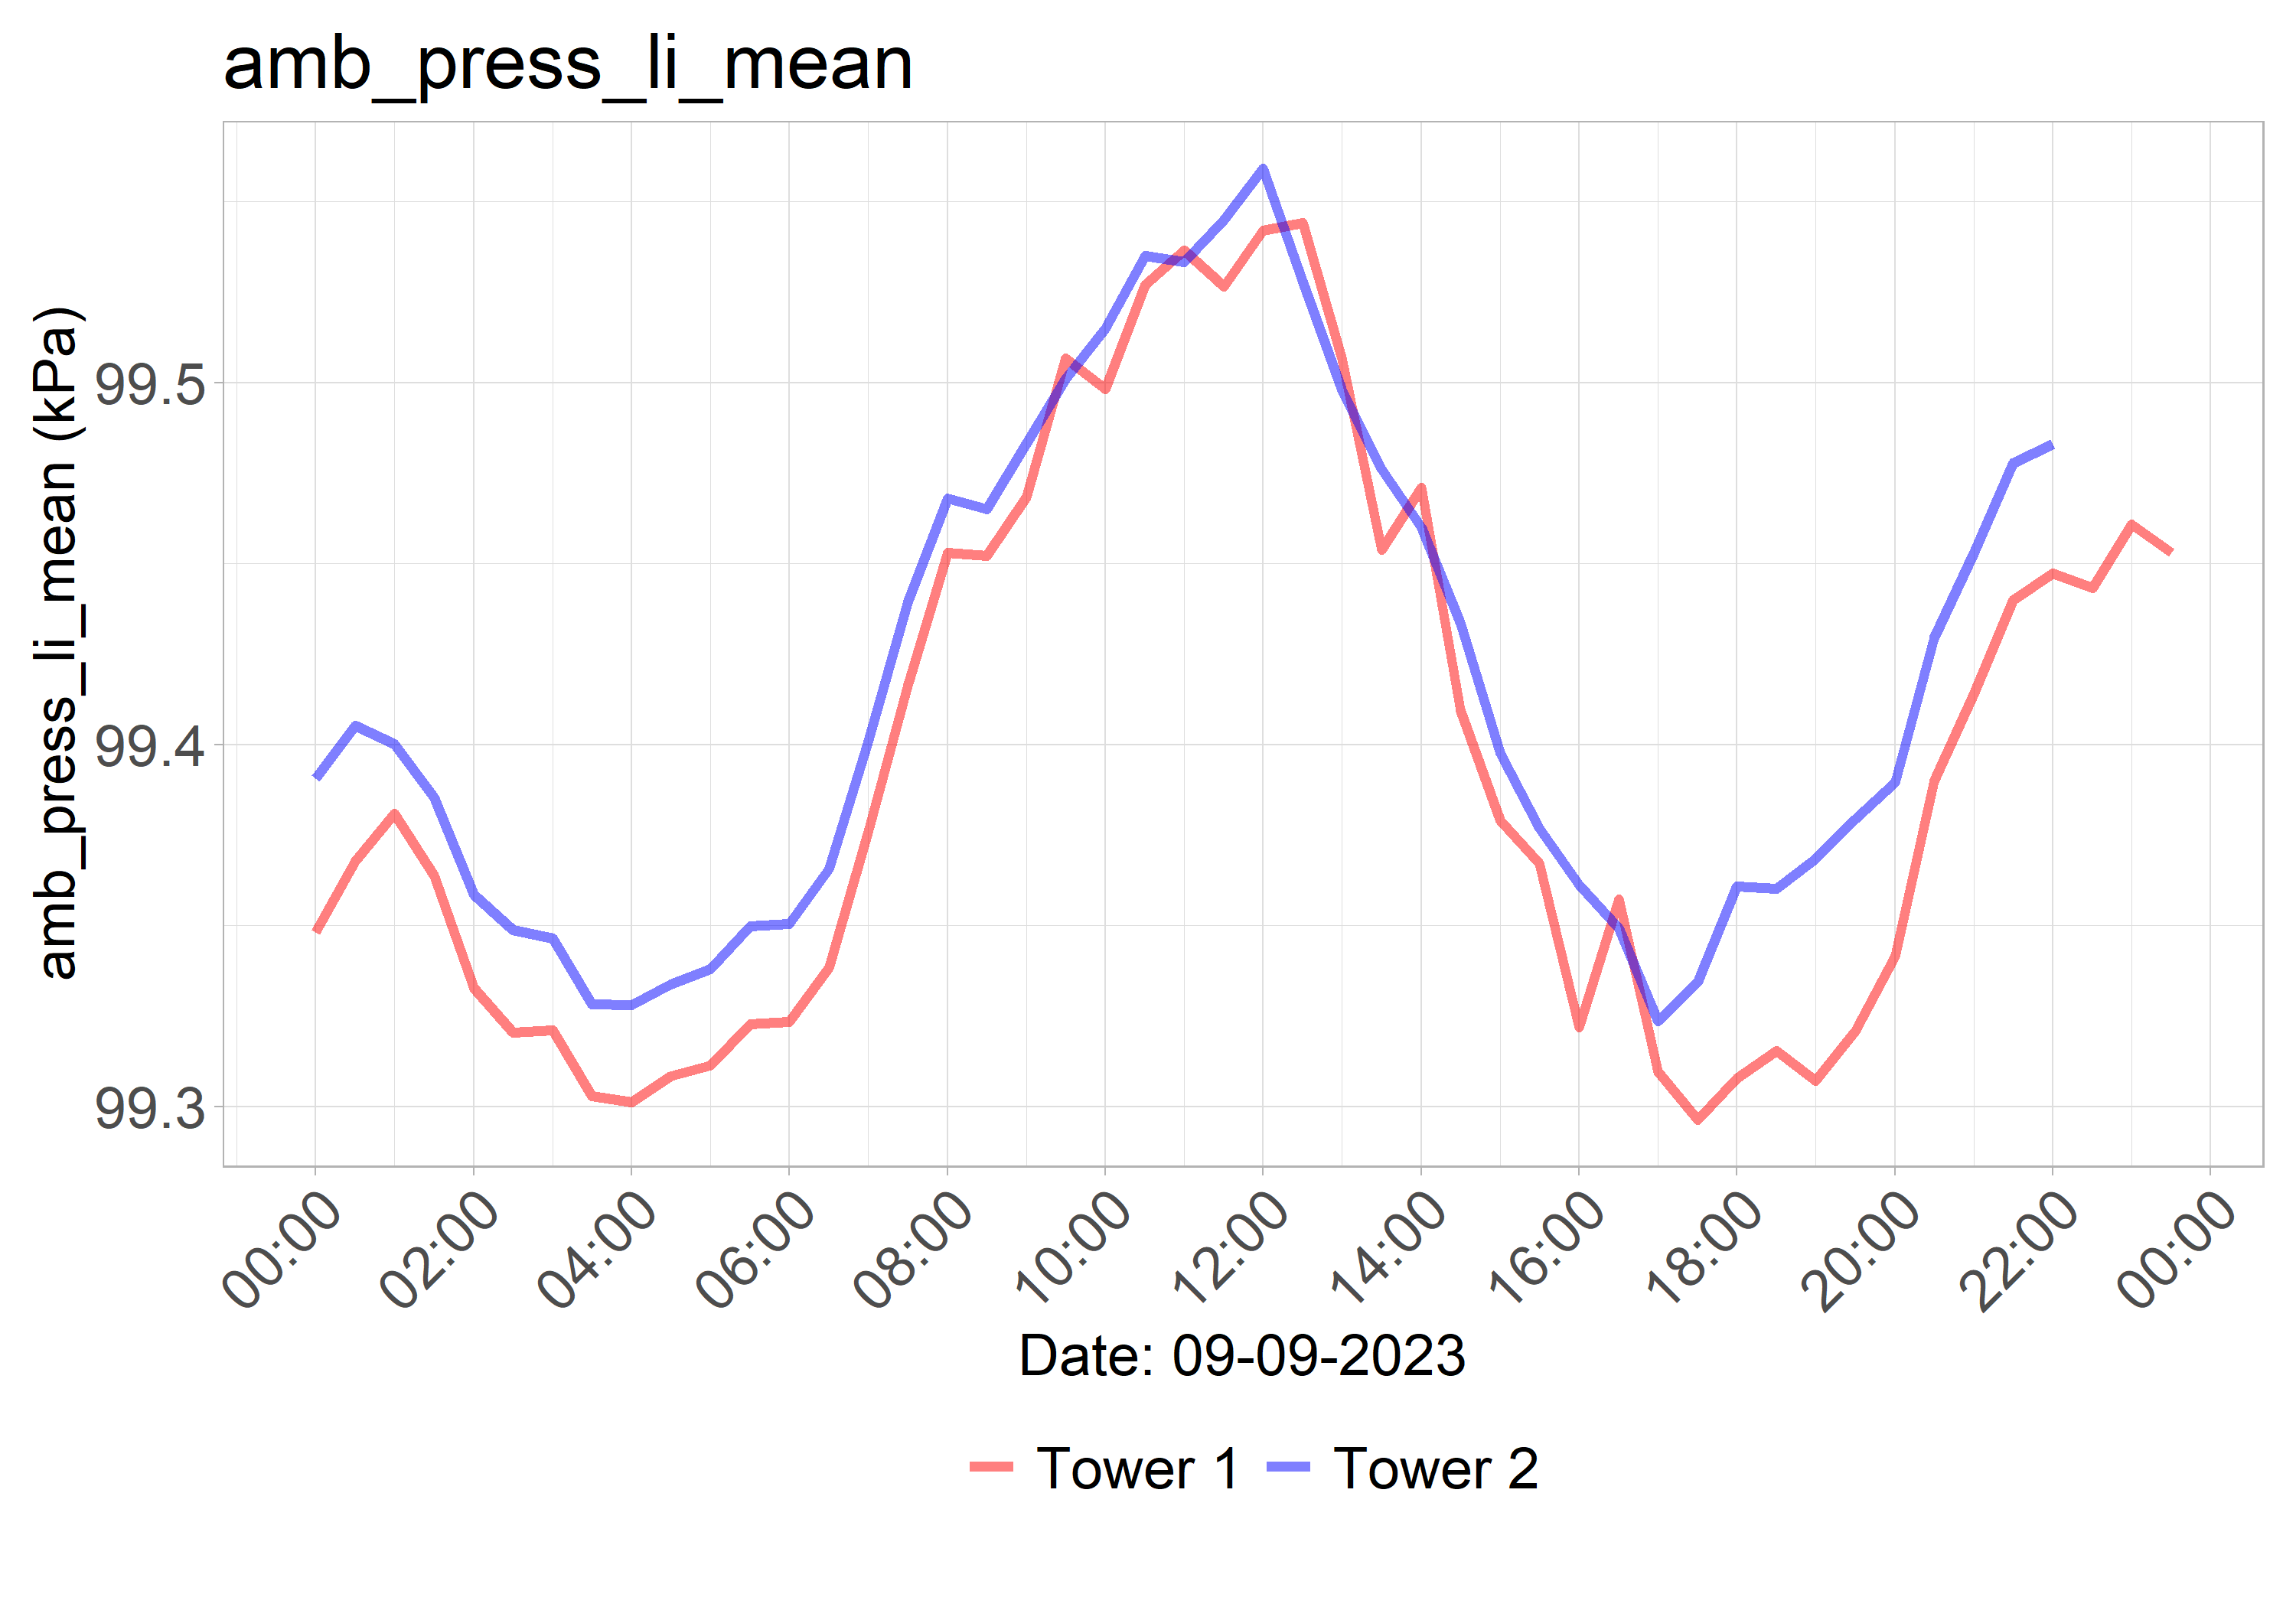 amb_press_li_mean
amb_press_li_mean (kPa)
99.5
99.4
99.3
00:00 02:00 04:00 06:00 08:00 10:00 12:00 14:00 16:00 18:00 20:00 22:00 00:00
Date: 09-09-2023
Tower 1 Tower 2